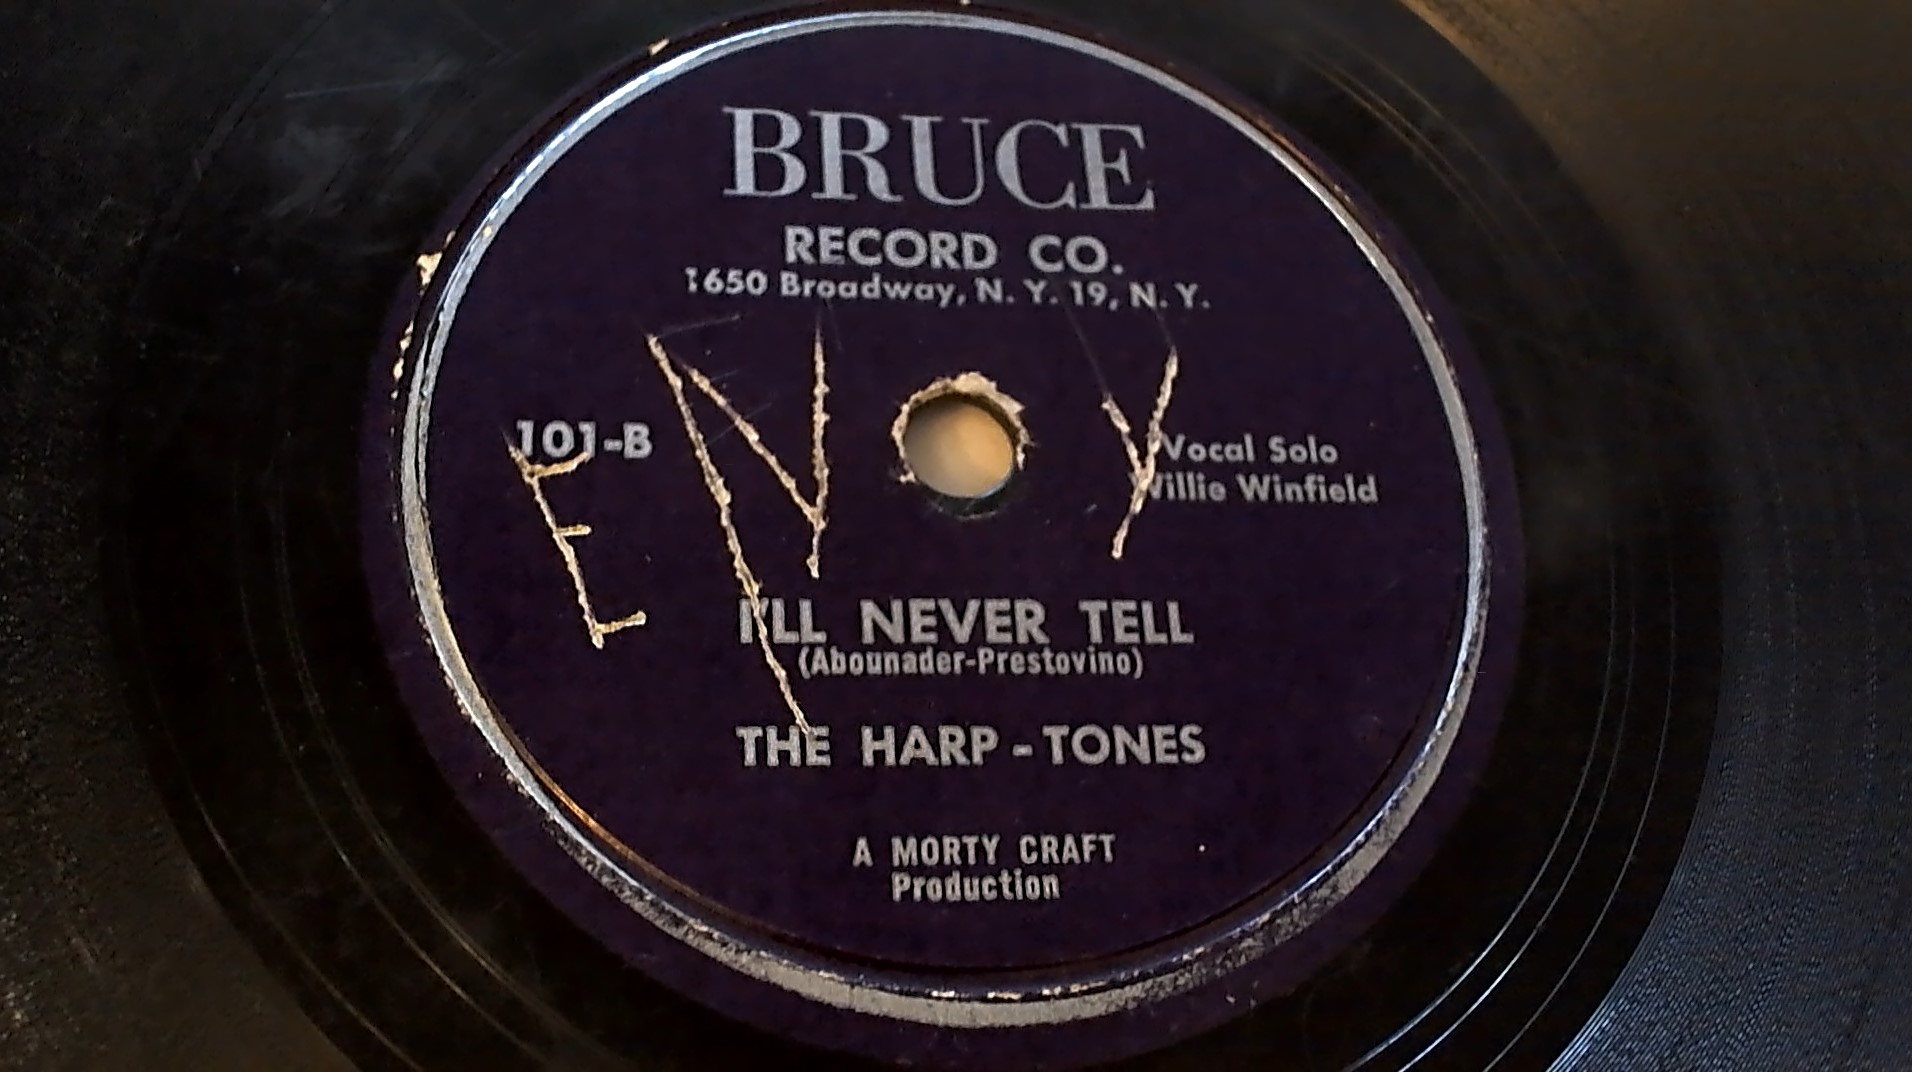 BRUCE
RECORD CO.
1650 Broadway, N. Y. 19, N. Y.
E N Y
101-B
Vocal Solo
Willie Winfield
I'LL NEVER TELL
(Abounader-Prestovino)
THE HARP-TONES
A MORTY CRAFT
Production